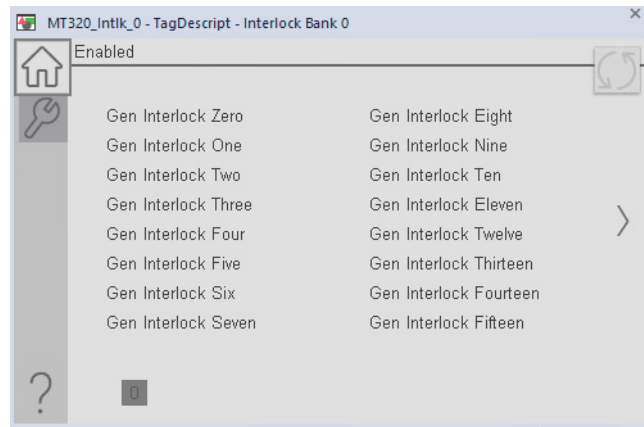 MT320_Intlk_0 - TagDescript - Interlock Bank 0
Enabled
Gen Interlock Zero
Gen Interlock One
Gen Interlock Two
Gen Interlock Three
Gen Interlock Four
Gen Interlock Five
Gen Interlock Six
Gen Interlock Seven
Gen Interlock Eight
Gen Interlock Nine
Gen Interlock Ten
Gen Interlock Eleven
Gen Interlock Twelve
Gen Interlock Thirteen
Gen Interlock Fourteen
Gen Interlock Fifteen
0